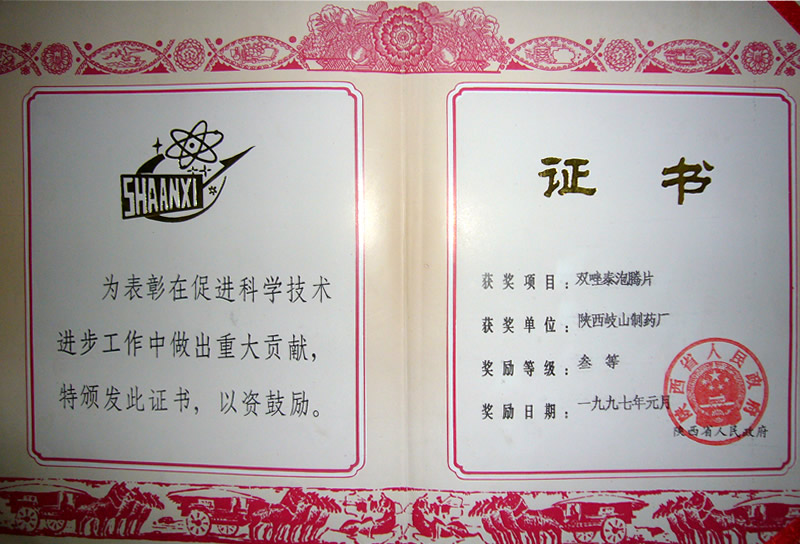 SHAANXI
为表彰在促进科学技术
进步工作中做出重大贡献,
特颁发此证书,以资鼓励。
证书
获奖项目:双唑泰泡腾片
获奖单位:陕西岐山制药厂
奖励等级:叁等
奖励日期:一九九七年元月
陕西省人民政府
陕西省人民政府